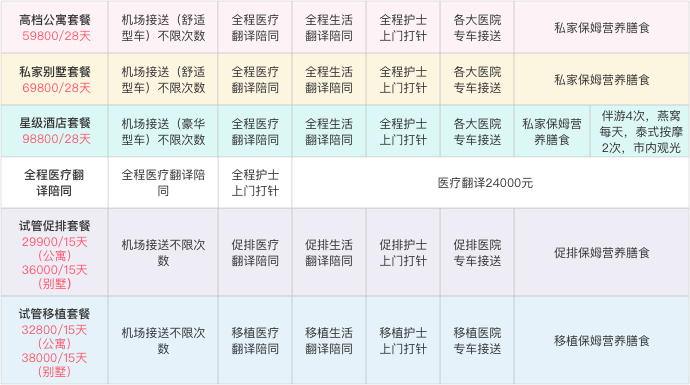 高档公寓套餐
59800/28天
机场接送（舒适
型车）不限次数
全程医疗
翻译陪同
全程生活
翻译陪同
全程护士
上门打针
各大医院
专车接送
私家保姆营养膳食
私家别墅套餐
69800/28天
机场接送（舒适
型车）不限次数
全程医疗
翻译陪同
全程生活
翻译陪同
全程护士
上门打针
各大医院
专车接送
私家保姆营养膳食
星级酒店套餐
98800/28天
机场接送（豪华
型车）不限次数
全程医疗
翻译陪同
全程生活
翻译陪同
全程护士
上门打针
各大医院
专车接送
私家保姆营
养膳食
伴游4次，燕窝
每天，泰式按摩
2次，市内观光
全程医疗翻
译陪同
全程医疗翻译陪
同
全程护士
上门打针
医疗翻译24000元
试管促排套餐
29900/15天
（公寓）
36000/15天
（别墅）
机场接送不限次
数
促排医疗
翻译陪同
促排生活
翻译陪同
促排护士
上门打针
促排医院
专车接送
促排保姆营养膳食
试管移植套餐
32800/15天
（公寓）
38000/15天
（别墅）
机场接送不限次
数
移植医疗
翻译陪同
移植生活
翻译陪同
移植护士
上门打针
移植医院
专车接送
移植保姆营养膳食